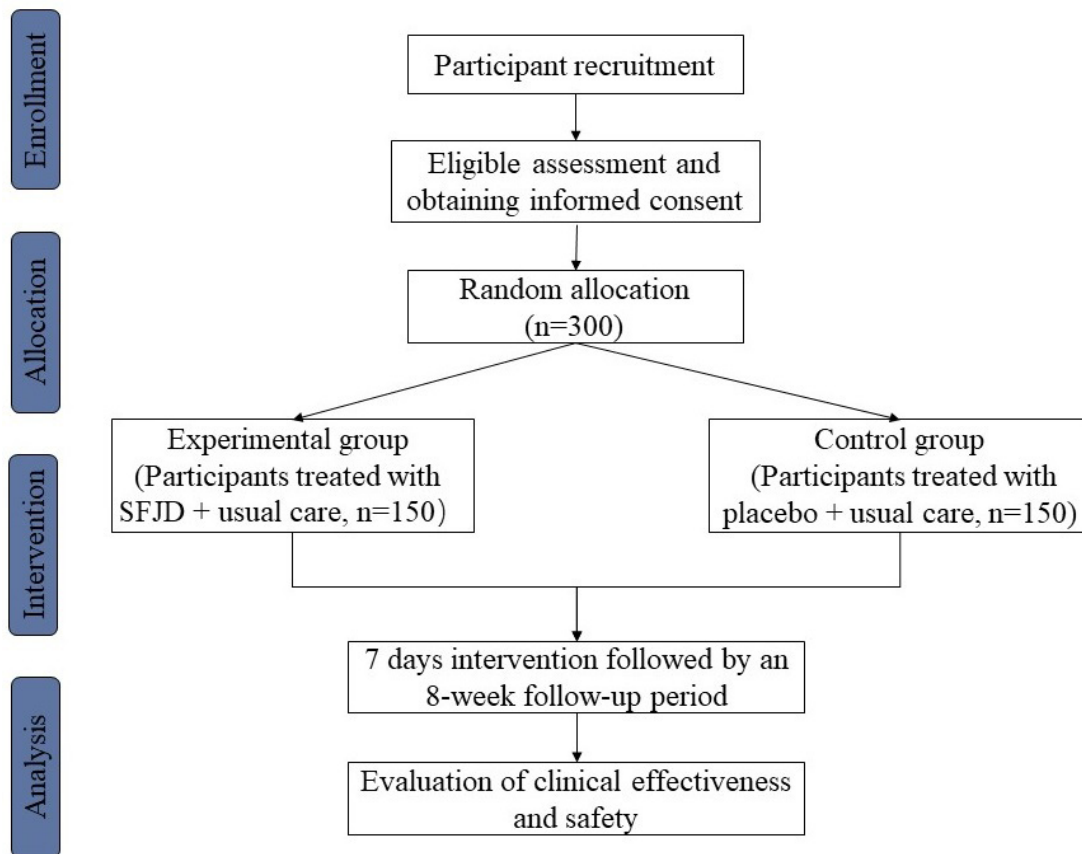 Enrollment
Participant recruitment
Eligible assessment and
obtaining informed consent
Allocation
Random allocation
(n=300)
Experimental group
(Participants treated with
SFJD + usual care, n=150）
Control group
(Participants treated with
placebo + usual care, n=150)
Intervention
7 days intervention followed by an
8-week follow-up period
Analysis
Evaluation of clinical effectiveness
and safety